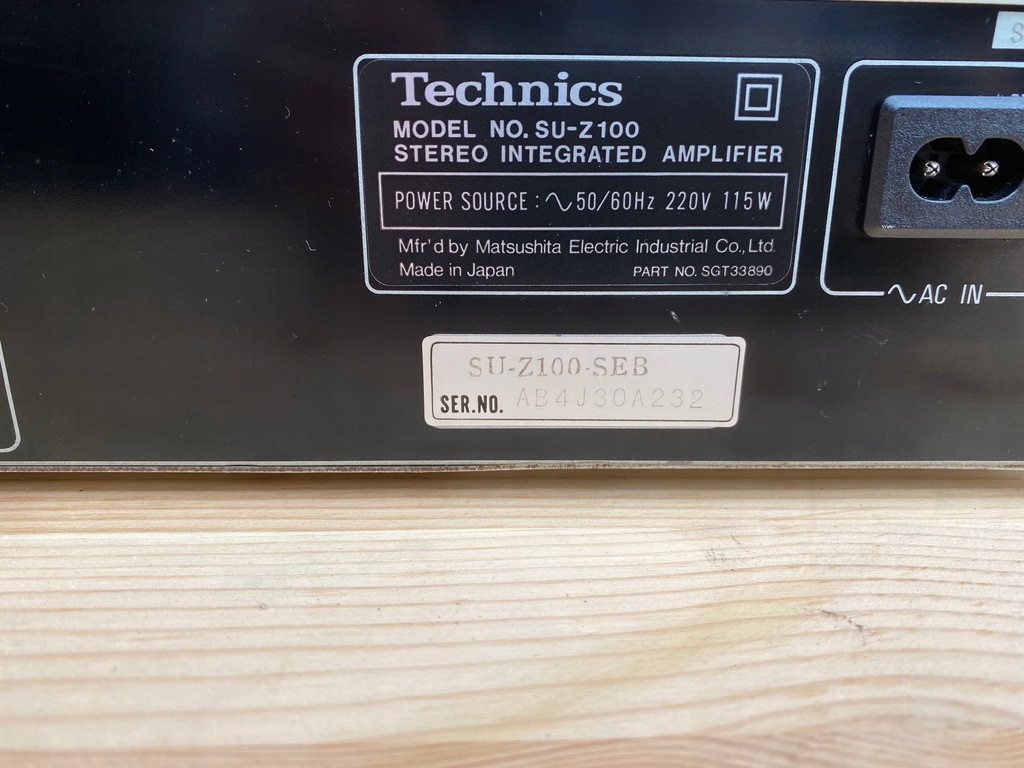 Technics
MODEL NO. SU-Z100
STEREO INTEGRATED AMPLIFIER
POWER SOURCE : ∿ 50/60Hz 220V 115W
Mfr'd by Matsushita Electric Industrial Co., Ltd.
Made in Japan PART NO. SGT33890
∿ AC IN
SU-Z100-SEB
SER.NO. AB4J30A232